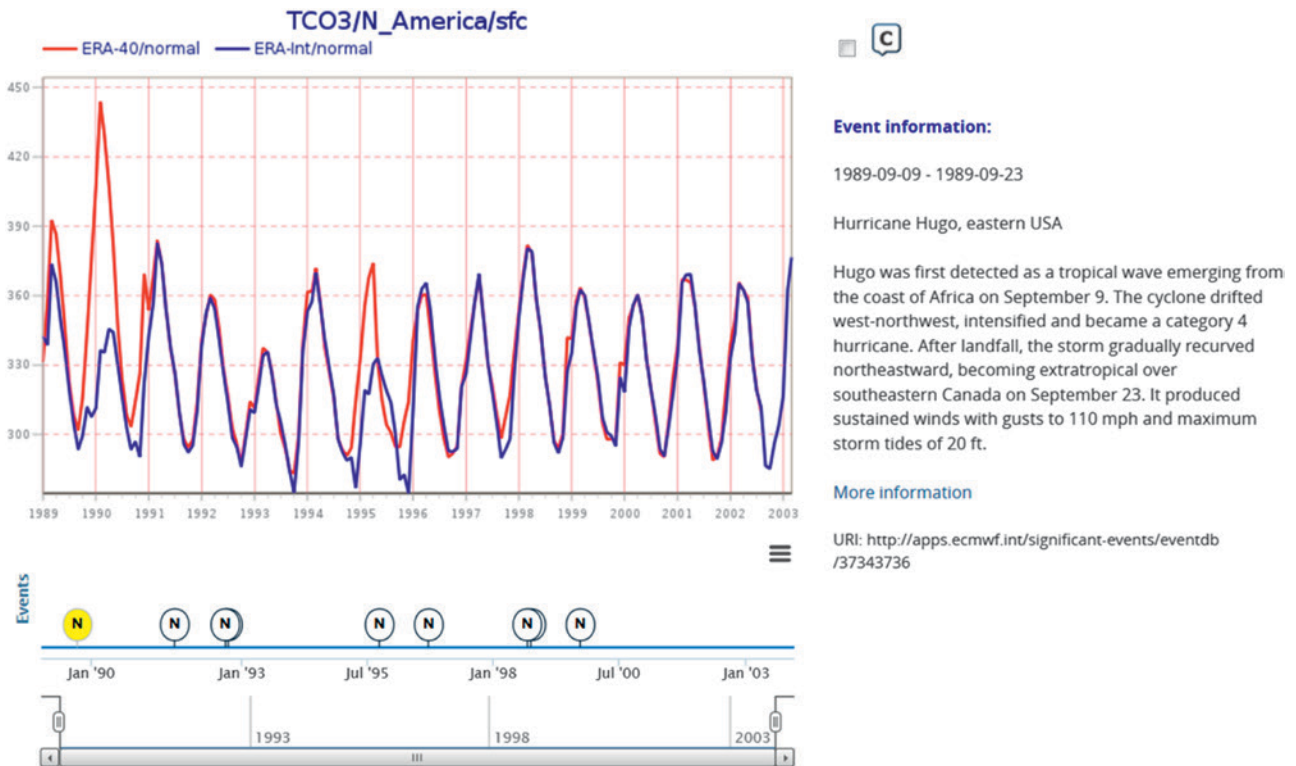 TCO3/N_America/sfc
ERA-40/normal ERA-Int/normal
450
420
390
360
330
300
1989 1990 1991 1992 1993 1994 1995 1996 1997 1998 1999 2000 2001 2002 2003
Events
N N N N N N N
Jan '90 Jan '93 Jul '95 Jan '98 Jul '00 Jan '03
1993 1998 2003
C
Event information:
1989-09-09 - 1989-09-23
Hurricane Hugo, eastern USA
Hugo was first detected as a tropical wave emerging from
the coast of Africa on September 9. The cyclone drifted
west-northwest, intensified and became a category 4
hurricane. After landfall, the storm gradually recurved
northeastward, becoming extratropical over
southeastern Canada on September 23. It produced
sustained winds with gusts to 110 mph and maximum
storm tides of 20 ft.
More information
URI: http://apps.ecmwf.int/significant-events/eventdb
/37343736